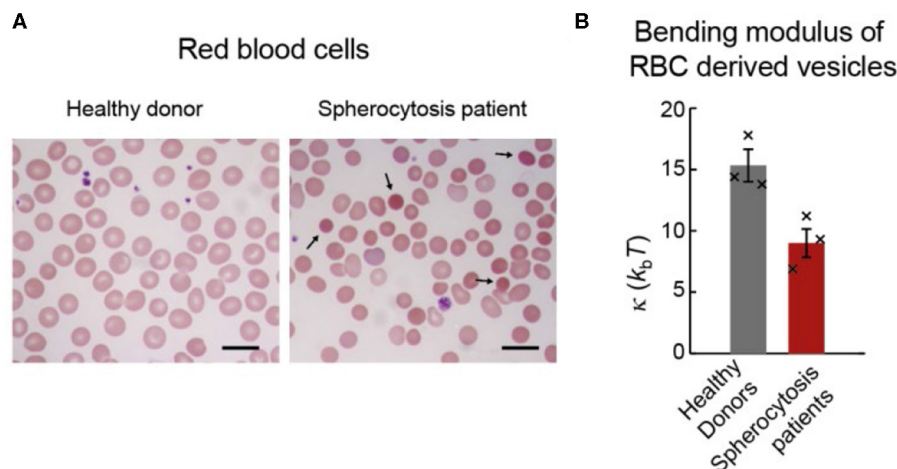 A
Red blood cells
Healthy donor
Spherocytosis patient
B
Bending modulus of
RBC derived vesicles
κ (k_bT)
20
15
10
5
0
Healthy
Donors
Spherocytosis
patients